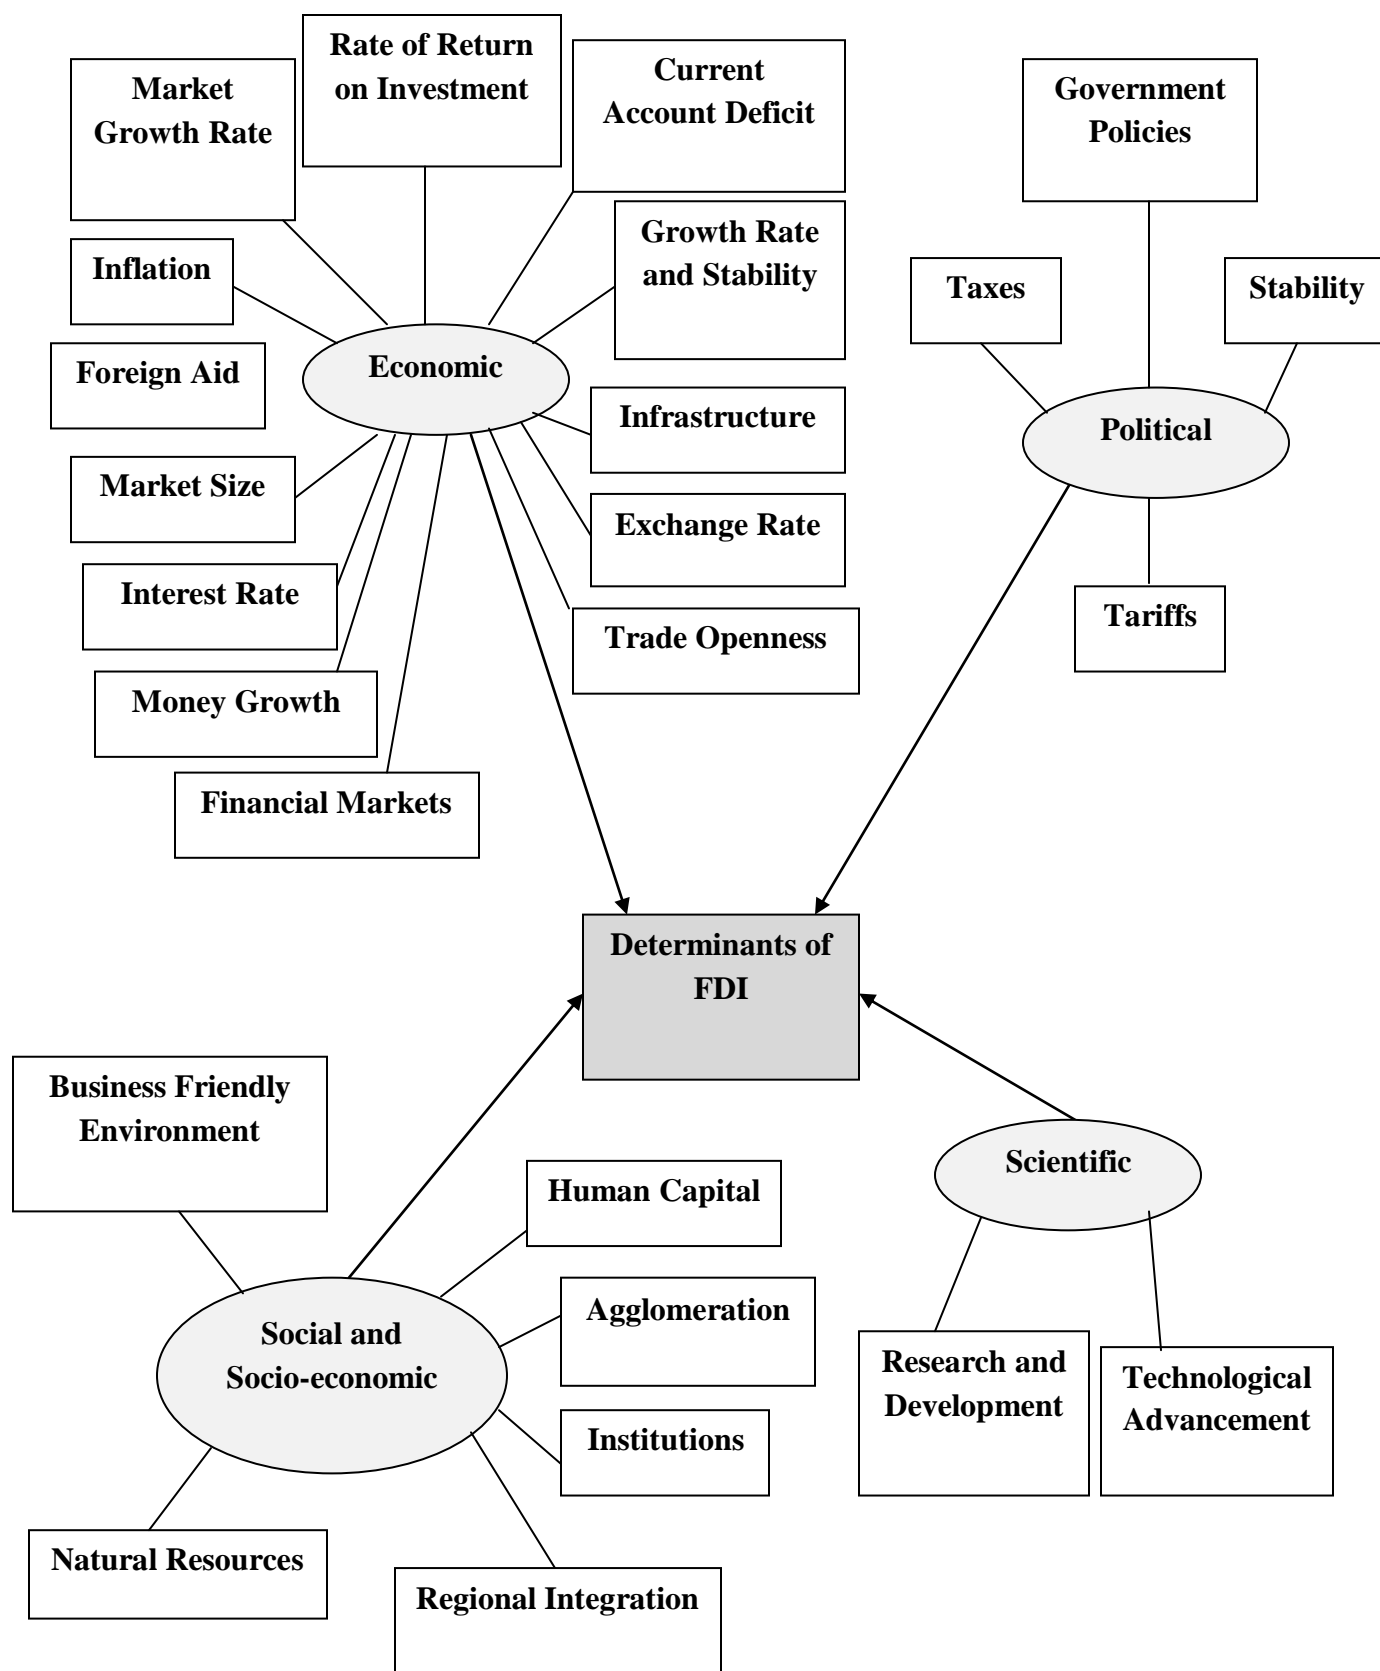 Rate of Return
on Investment
Market
Growth Rate
Current
Account Deficit
Growth Rate
and Stability
Inflation
Foreign Aid
Economic
Infrastructure
Market Size
Exchange Rate
Interest Rate
Trade Openness
Money Growth
Financial Markets
Government
Policies
Taxes
Stability
Political
Tariffs
Determinants of
FDI
Business Friendly
Environment
Human Capital
Agglomeration
Social and
Socio-economic
Institutions
Natural Resources
Regional Integration
Scientific
Research and
Development
Technological
Advancement